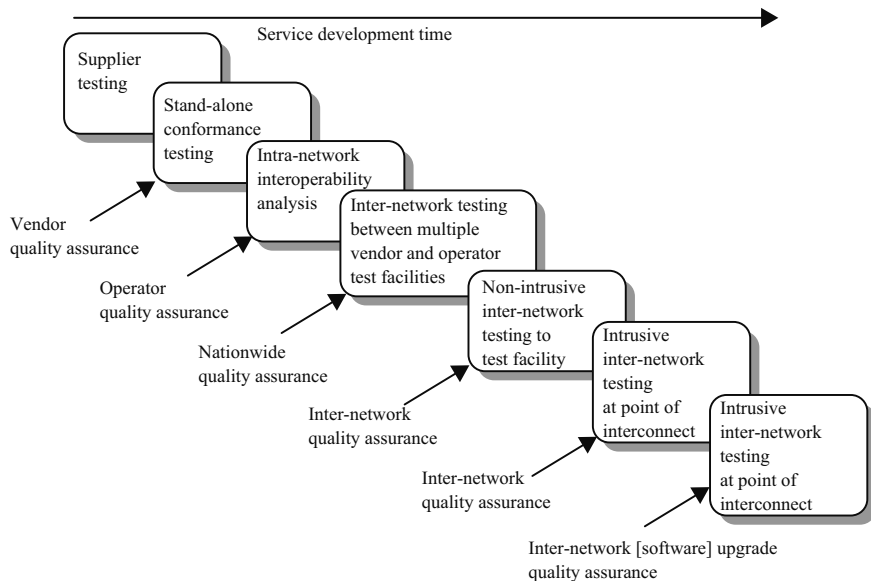 Service development time
Supplier
testing
Stand-alone
conformance
testing
Intra-network
interoperability
analysis
Inter-network testing
between multiple
vendor and operator
test facilities
Non-intrusive
inter-network
testing to
test facility
Intrusive
inter-network
testing
at point of
interconnect
Intrusive
inter-network
testing
at point of
interconnect
Vendor
quality assurance
Operator
quality assurance
Nationwide
quality assurance
Inter-network
quality assurance
Inter-network
quality assurance
Inter-network [software] upgrade
quality assurance